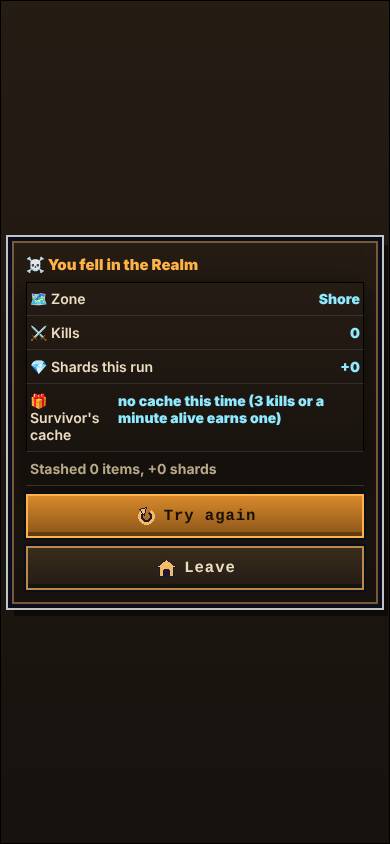 ☠️ You fell in the Realm
🗺️ Zone Shore
⚔️ Kills 0
💎 Shards this run +0
🎁 Survivor's cache no cache this time (3 kills or a
minute alive earns one)
Stashed 0 items, +0 shards
Try again
Leave